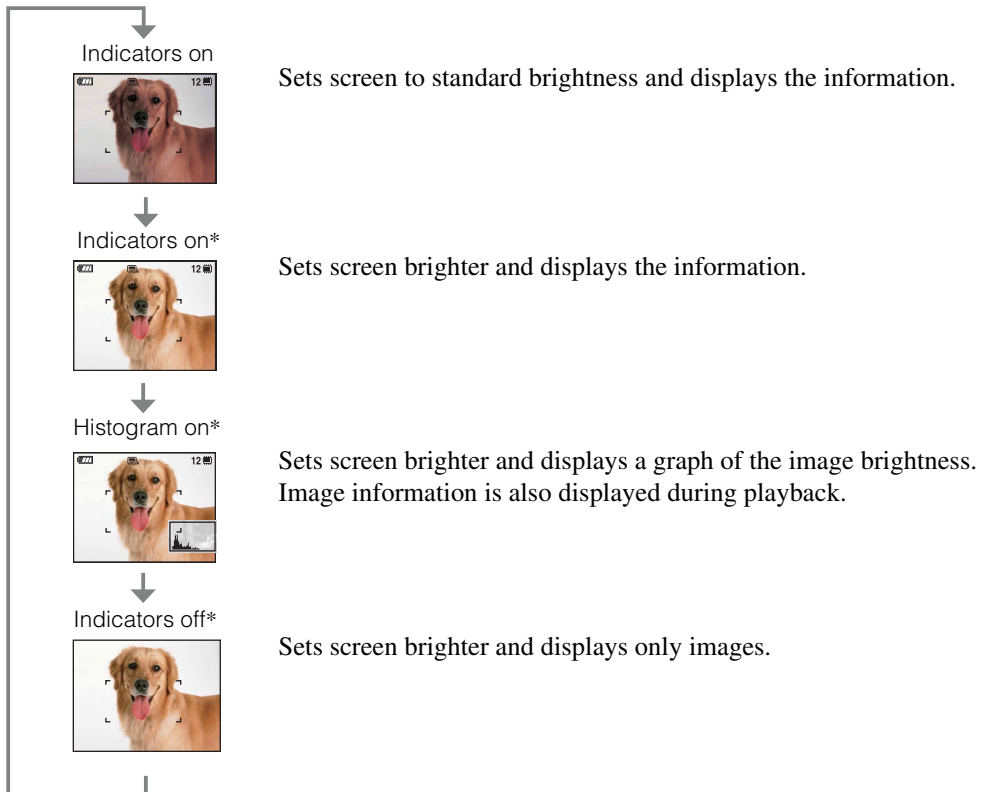 Indicators on
12
Sets screen to standard brightness and displays the information.
Indicators on*
12
Sets screen brighter and displays the information.
Histogram on*
12
Sets screen brighter and displays a graph of the image brightness.
Image information is also displayed during playback.
Indicators off*
Sets screen brighter and displays only images.